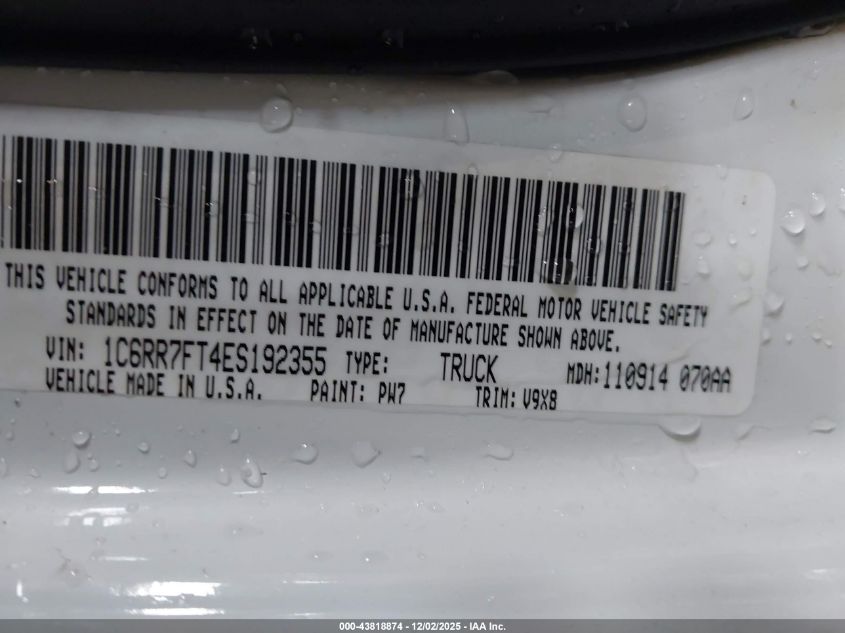 THIS VEHICLE CONFORMS TO ALL APPLICABLE U.S.A. FEDERAL MOTOR VEHICLE SAFETY
STANDARDS IN EFFECT ON THE DATE OF MANUFACTURE SHOWN ABOVE.
VIN: 1C6RR7FT4ES192355 TYPE: TRUCK MDH: 110914 070AA
VEHICLE MADE IN U.S.A. PAINT: PW7 TRIM: V9X8
000-43818874 - 12/02/2025 - IAA Inc.